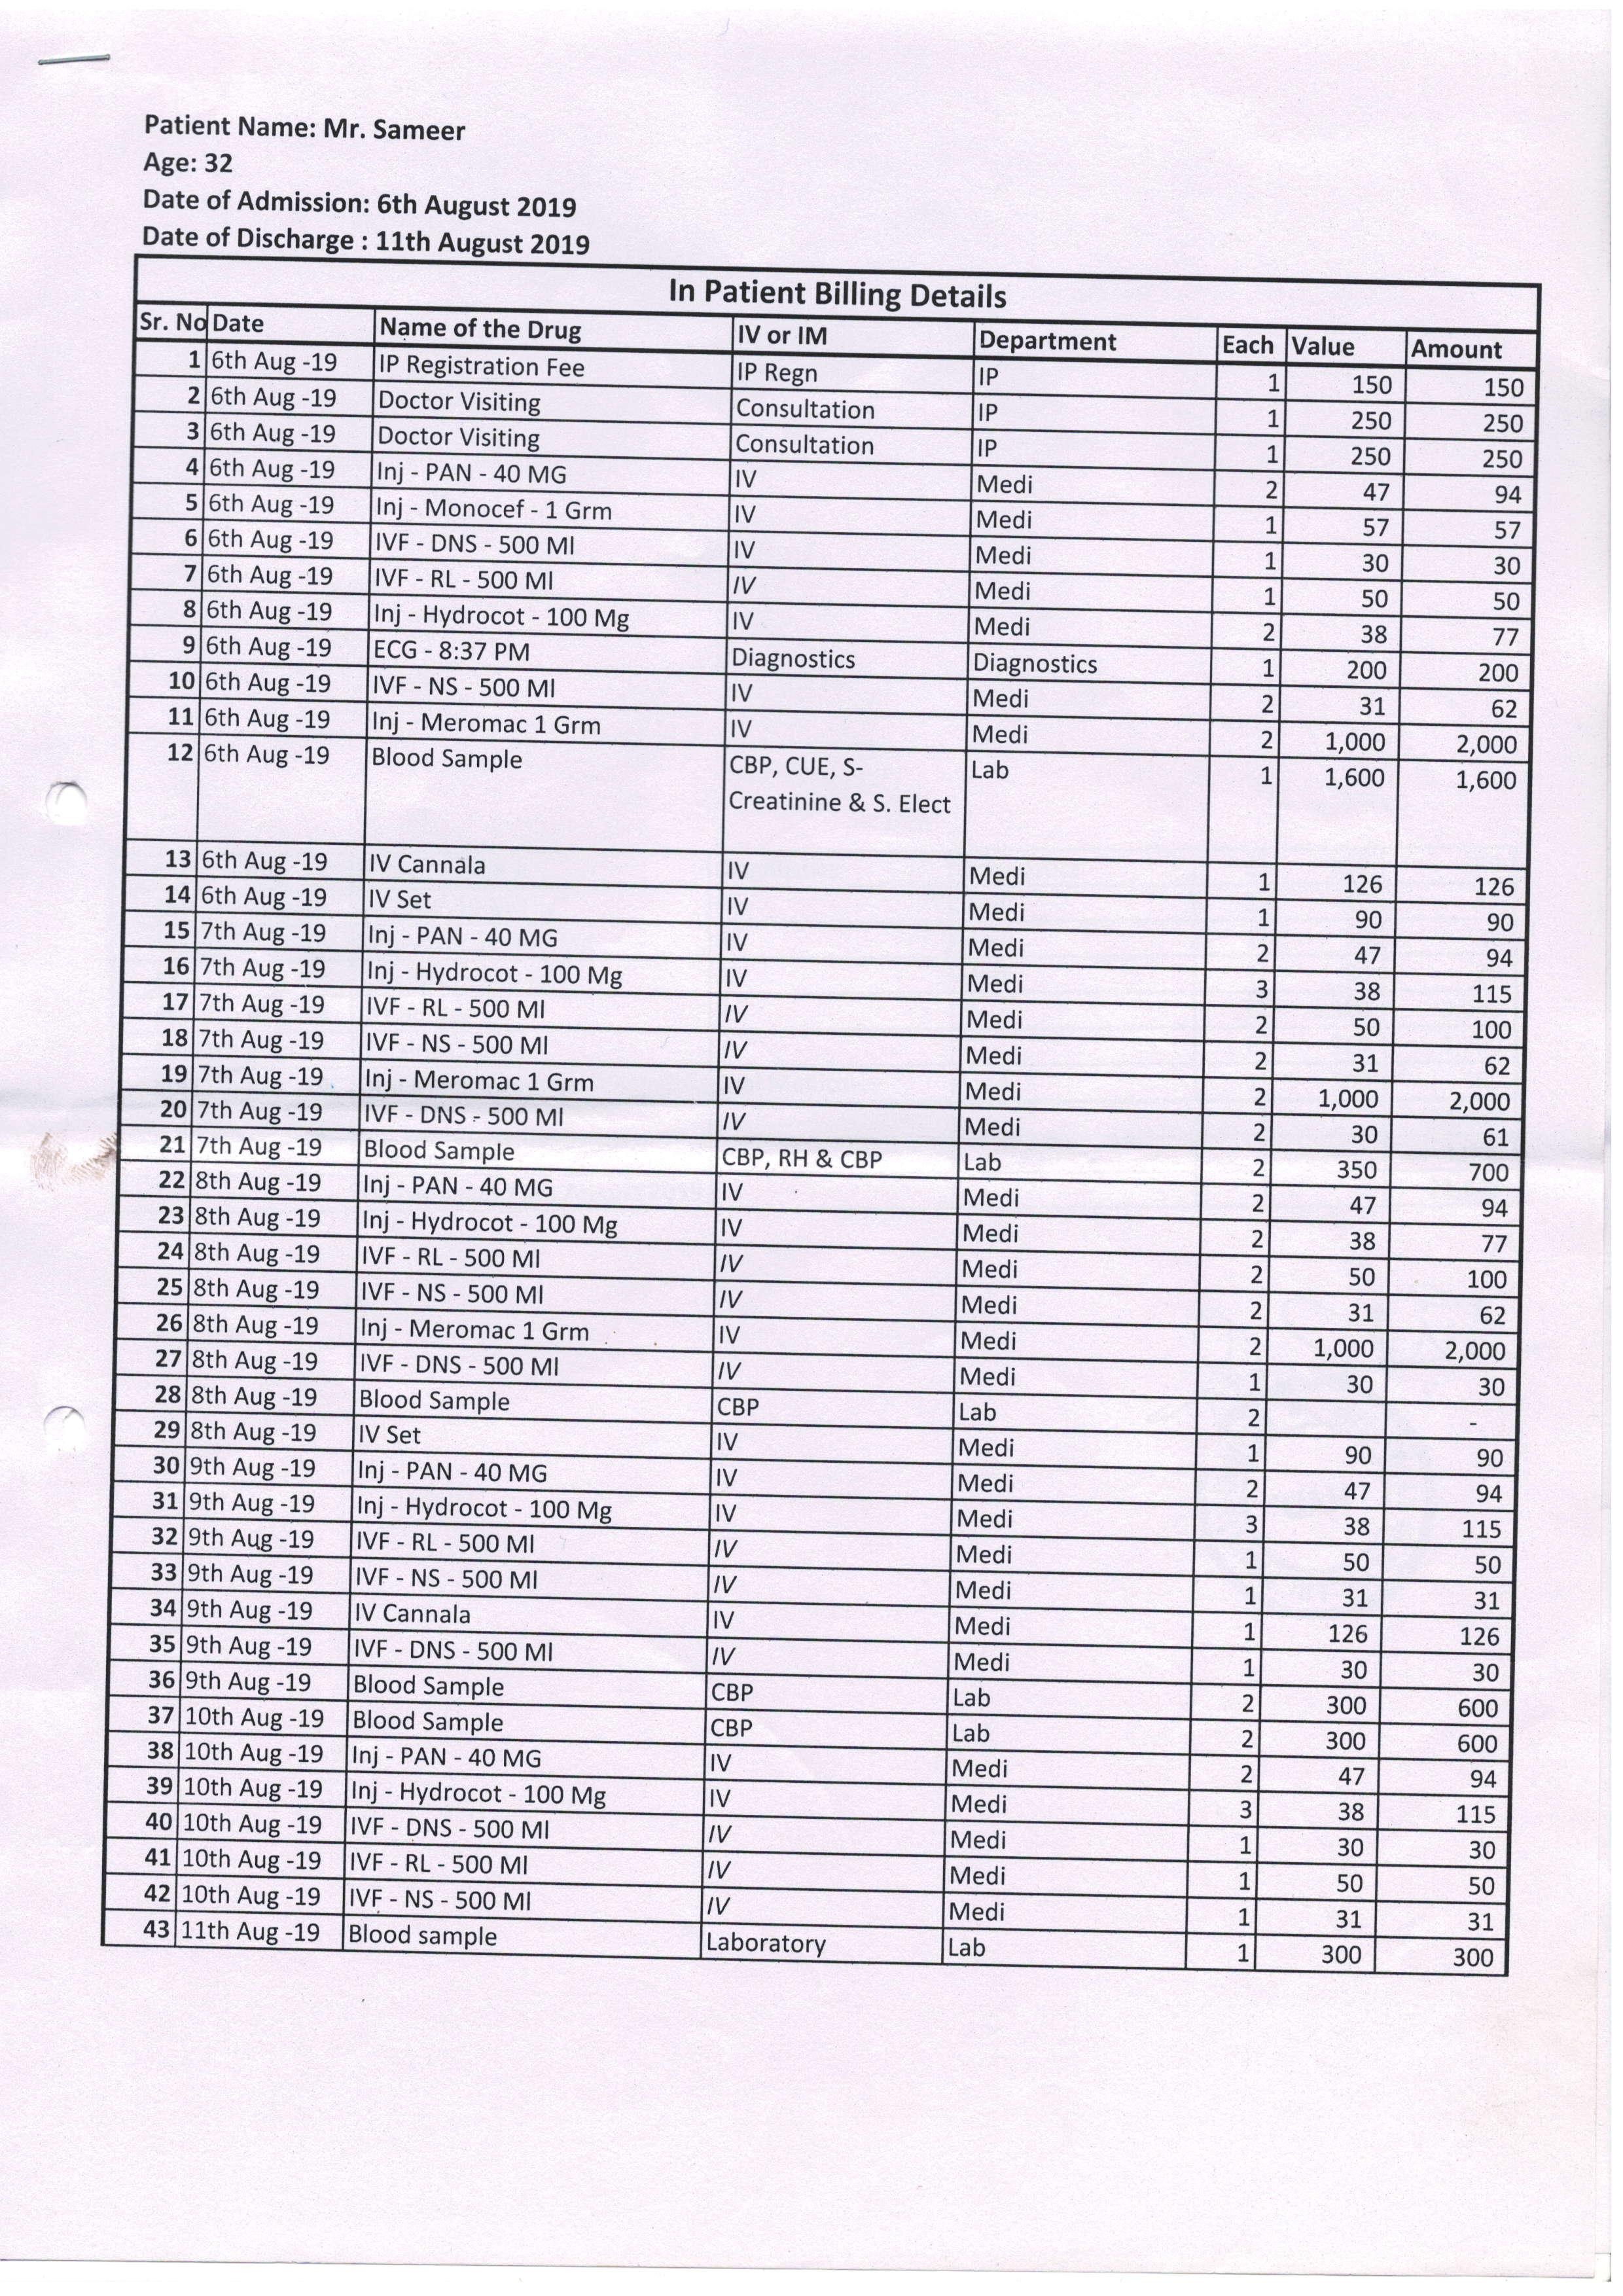 Patient Name: Mr. Sameer
Age: 32
Date of Admission: 6th August 2019
Date of Discharge : 11th August 2019
In Patient Billing Details
Sr. No Date Name of the Drug IV or IM Department Each Value Amount
1 6th Aug -19 IP Registration Fee IP Regn IP 1 150 150
2 6th Aug -19 Doctor Visiting Consultation IP 1 250 250
3 6th Aug -19 Doctor Visiting Consultation IP 1 250 250
4 6th Aug -19 Inj - PAN - 40 MG IV Medi 2 47 94
5 6th Aug -19 Inj - Monocef - 1 Grm IV Medi 1 57 57
6 6th Aug -19 IVF - DNS - 500 Ml IV Medi 1 30 30
7 6th Aug -19 IVF - RL - 500 Ml IV Medi 1 50 50
8 6th Aug -19 Inj - Hydrocot - 100 Mg IV Medi 2 38 77
9 6th Aug -19 ECG - 8:37 PM Diagnostics Diagnostics 1 200 200
10 6th Aug -19 IVF - NS - 500 Ml IV Medi 2 31 62
11 6th Aug -19 Inj - Meromac 1 Grm IV Medi 2 1,000 2,000
12 6th Aug -19 Blood Sample CBP, CUE, S- Lab 1 1,600 1,600
Creatinine & S. Elect
13 6th Aug -19 IV Cannala IV Medi 1 126 126
14 6th Aug -19 IV Set IV Medi 1 90 90
15 7th Aug -19 Inj - PAN - 40 MG IV Medi 2 47 94
16 7th Aug -19 Inj - Hydrocot - 100 Mg IV Medi 3 38 115
17 7th Aug -19 IVF - RL - 500 Ml IV Medi 2 50 100
18 7th Aug -19 IVF - NS - 500 Ml IV Medi 2 31 62
19 7th Aug -19 Inj - Meromac 1 Grm IV Medi 2 1,000 2,000
20 7th Aug -19 IVF - DNS - 500 Ml IV Medi 2 30 61
21 7th Aug -19 Blood Sample CBP, RH & CBP Lab 2 350 700
22 8th Aug -19 Inj - PAN - 40 MG IV Medi 2 47 94
23 8th Aug -19 Inj - Hydrocot - 100 Mg IV Medi 2 38 77
24 8th Aug -19 IVF - RL - 500 Ml IV Medi 2 50 100
25 8th Aug -19 IVF - NS - 500 Ml IV Medi 2 31 62
26 8th Aug -19 Inj - Meromac 1 Grm IV Medi 2 1,000 2,000
27 8th Aug -19 IVF - DNS - 500 Ml IV Medi 1 30 30
28 8th Aug -19 Blood Sample CBP Lab 2 -
29 8th Aug -19 IV Set IV Medi 1 90 90
30 9th Aug -19 Inj - PAN - 40 MG IV Medi 2 47 94
31 9th Aug -19 Inj - Hydrocot - 100 Mg IV Medi 3 38 115
32 9th Aug -19 IVF - RL - 500 Ml IV Medi 1 50 50
33 9th Aug -19 IVF - NS - 500 Ml IV Medi 1 31 31
34 9th Aug -19 IV Cannala IV Medi 1 126 126
35 9th Aug -19 IVF - DNS - 500 Ml IV Medi 1 30 30
36 9th Aug -19 Blood Sample CBP Lab 2 300 600
37 10th Aug -19 Blood Sample CBP Lab 2 300 600
38 10th Aug -19 Inj - PAN - 40 MG IV Medi 2 47 94
39 10th Aug -19 Inj - Hydrocot - 100 Mg IV Medi 3 38 115
40 10th Aug -19 IVF - DNS - 500 Ml IV Medi 1 30 30
41 10th Aug -19 IVF - RL - 500 Ml IV Medi 1 50 50
42 10th Aug -19 IVF - NS - 500 Ml IV Medi 1 31 31
43 11th Aug -19 Blood sample Laboratory Lab 1 300 300